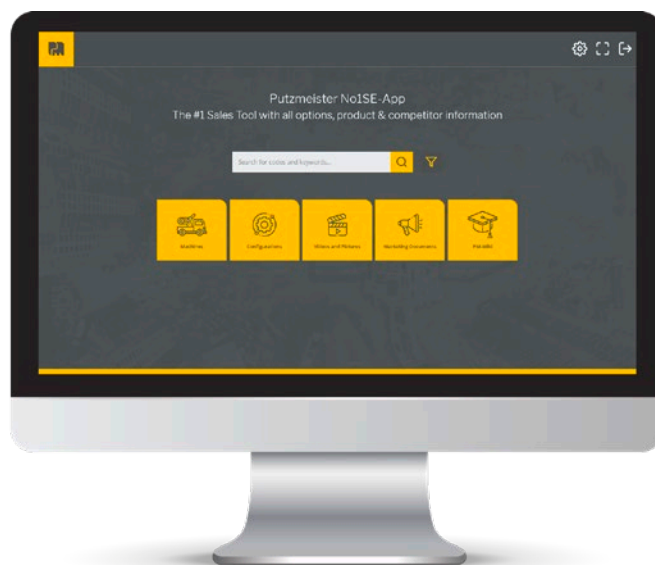 Putzmeister No1SE-App
The #1 Sales Tool with all options, product & competitor information
Search for codes and keywords...
Machines
Configurations
Videos and Pictures
Marketing Documents